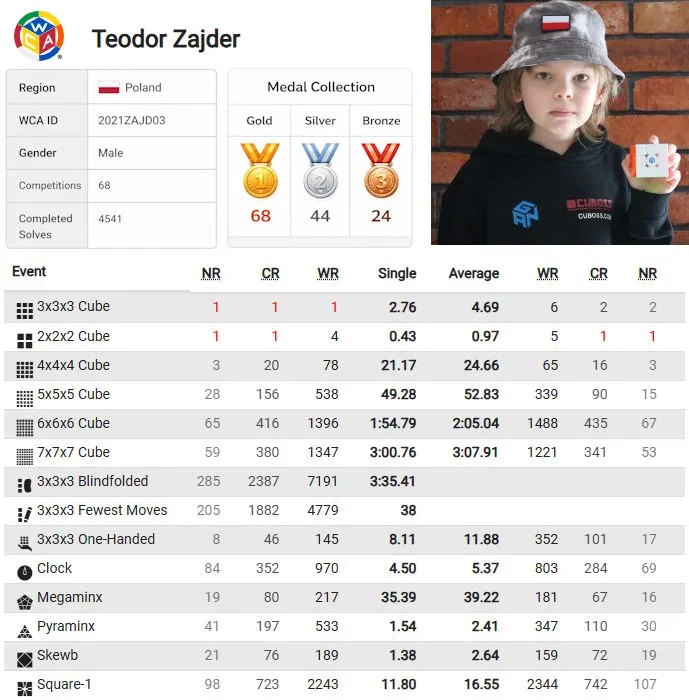 WCA ®
Teodor Zajder
Region Poland
WCA ID 2021ZAJD03
Gender Male
Competitions 68
Completed Solves 4541
Medal Collection
Gold Silver Bronze
1 2 3
68 44 24
GAN CUBOSS
CUBOSS.COM
Event NR CR WR Single Average WR CR NR
3x3x3 Cube 1 1 1 2.76 4.69 6 2 2
2x2x2 Cube 1 1 4 0.43 0.97 5 1 1
4x4x4 Cube 3 20 78 21.17 24.66 65 16 3
5x5x5 Cube 28 156 538 49.28 52.83 339 90 15
6x6x6 Cube 65 416 1396 1:54.79 2:05.04 1488 435 67
7x7x7 Cube 59 380 1347 3:00.76 3:07.91 1221 341 53
3x3x3 Blindfolded 285 2387 7191 3:35.41
3x3x3 Fewest Moves 205 1882 4779 38
3x3x3 One-Handed 8 46 145 8.11 11.88 352 101 17
Clock 84 352 970 4.50 5.37 803 284 69
Megaminx 19 80 217 35.39 39.22 181 67 16
Pyraminx 41 197 533 1.54 2.41 347 110 30
Skewb 21 76 189 1.38 2.64 159 72 19
Square-1 98 723 2243 11.80 16.55 2344 742 107